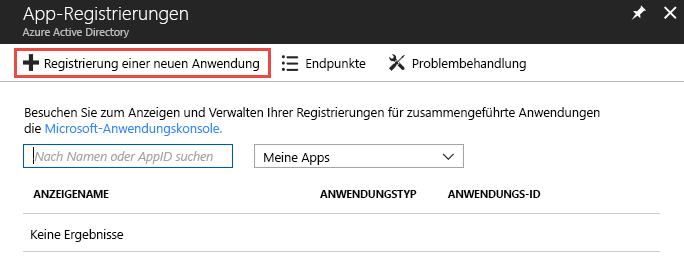 App-Registrierungen
Azure Active Directory
Registrierung einer neuen Anwendung
Endpunkte
Problembehandlung
Besuchen Sie zum Anzeigen und Verwalten Ihrer Registrierungen für zusammengeführte Anwendungen
die Microsoft-Anwendungskonsole.
Nach Namen oder AppID suchen
Meine Apps
ANZEIGENAME
ANWENDUNGSTYP
ANWENDUNGS-ID
Keine Ergebnisse